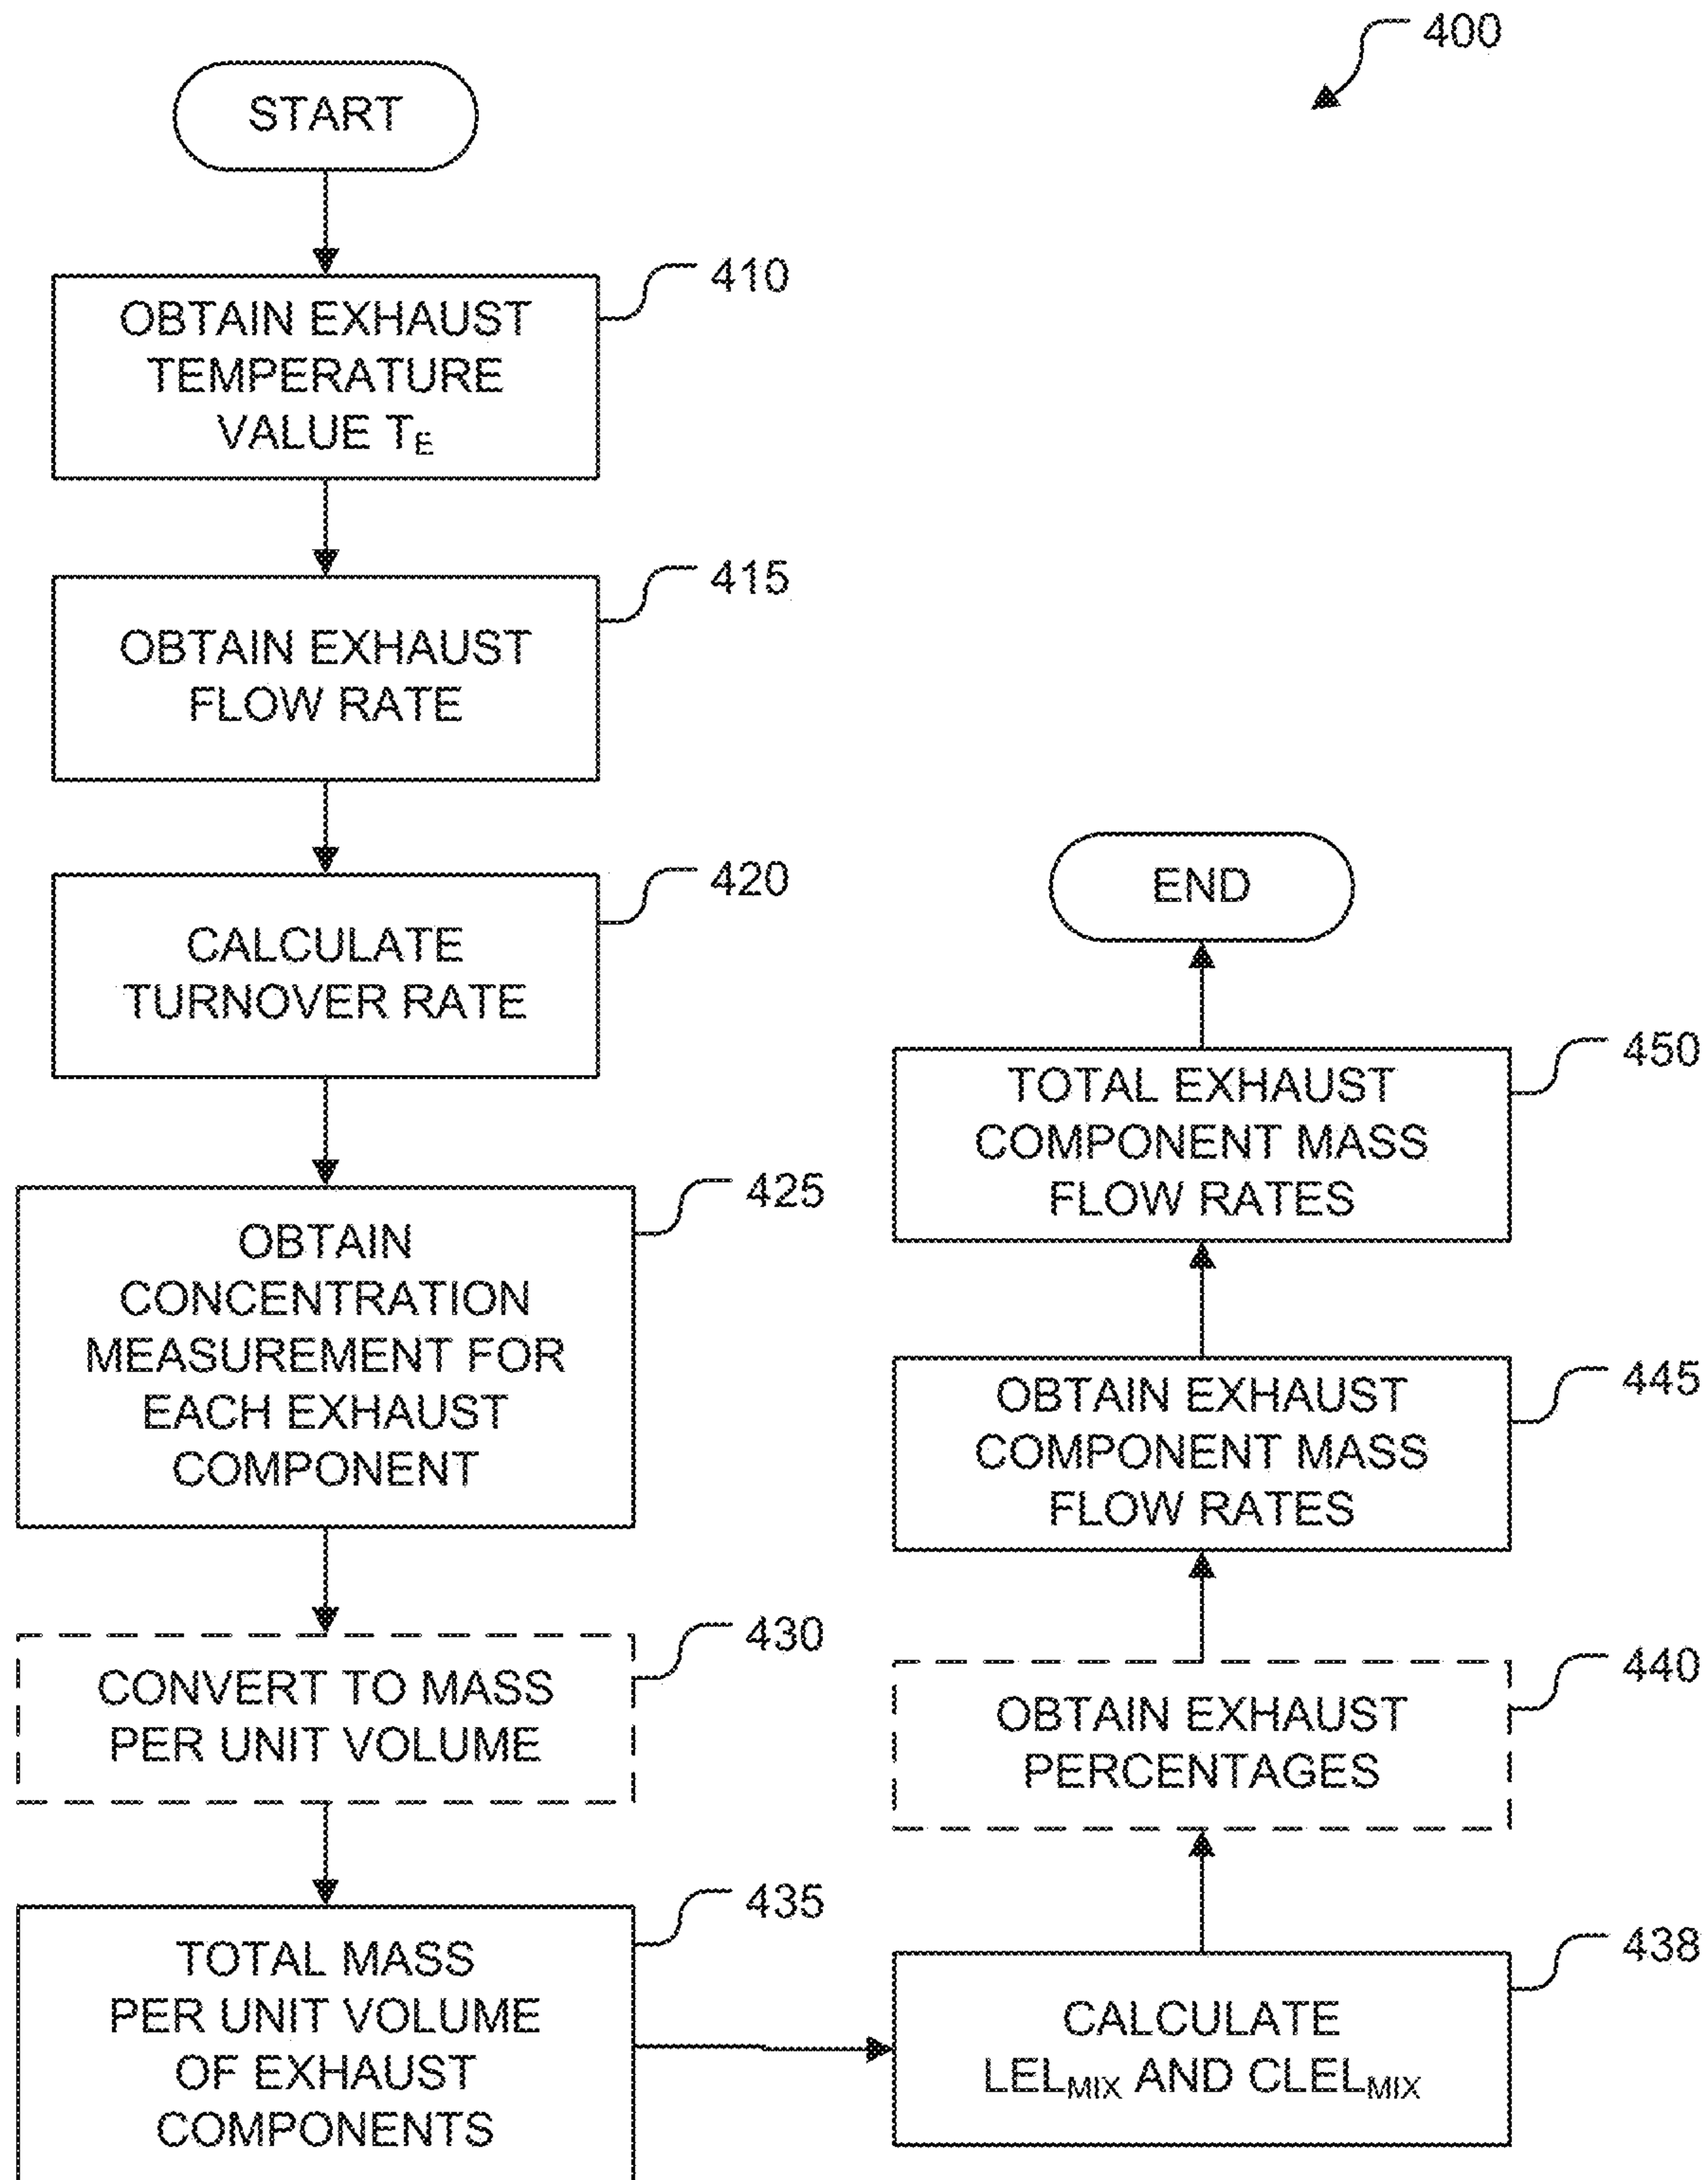 400
START
410
OBTAIN EXHAUST
TEMPERATURE
VALUE TE
415
OBTAIN EXHAUST
FLOW RATE
420
CALCULATE
TURNOVER RATE
425
OBTAIN
CONCENTRATION
MEASUREMENT FOR
EACH EXHAUST
COMPONENT
430
CONVERT TO MASS
PER UNIT VOLUME
435
TOTAL MASS
PER UNIT VOLUME
OF EXHAUST
COMPONENTS
438
CALCULATE
LELMIX AND CLELMIX
440
OBTAIN EXHAUST
PERCENTAGES
445
OBTAIN EXHAUST
COMPONENT MASS
FLOW RATES
450
TOTAL EXHAUST
COMPONENT MASS
FLOW RATES
END